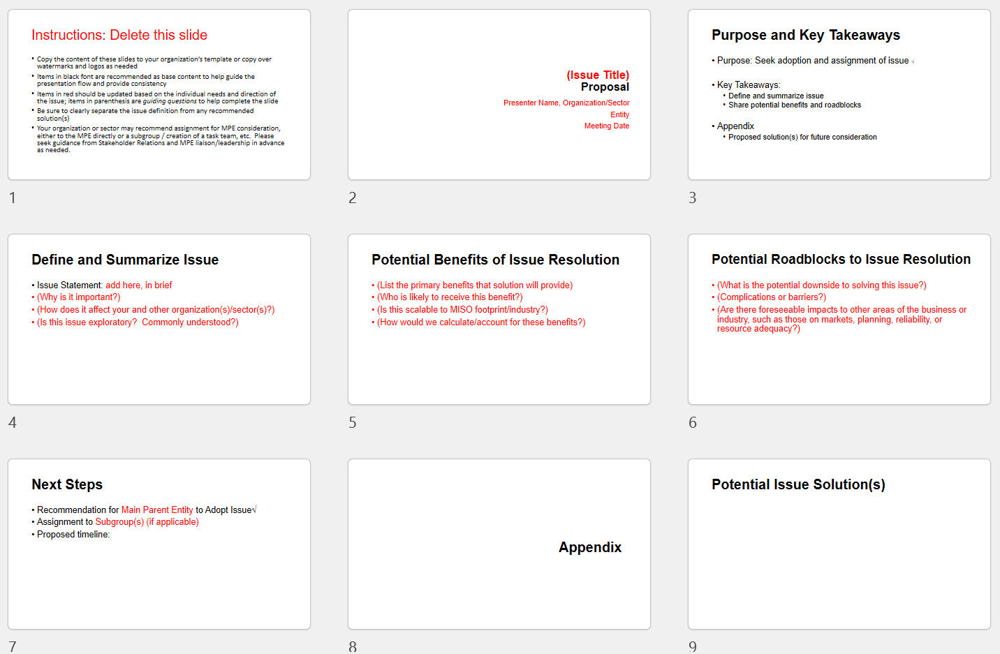 Instructions: Delete this slide
• Copy the content of these slides to your organization's template or copy over
watermarks and logos as needed
• Items in black font are recommended as base content to help guide the
presentation flow and provide consistency
• Items in red should be updated based on the individual needs and direction of
the issue; items in parenthesis are guiding questions to help complete the slide
• Be sure to clearly separate the issue definition from any recommended
solution(s)
• Your organization or sector may recommend assignment for MPE consideration,
either to the MPE directly or a subgroup / creation of a task team, etc.  Please
seek guidance from Stakeholder Relations and MPE liaison/leadership in advance
as needed.
1
(Issue Title)
Proposal
Presenter Name, Organization/Sector
Entity
Meeting Date
2
Purpose and Key Takeaways
• Purpose: Seek adoption and assignment of issue √
• Key Takeaways:
• Define and summarize issue
• Share potential benefits and roadblocks
• Appendix
• Proposed solution(s) for future consideration
3
Define and Summarize Issue
• Issue Statement: add here, in brief
• (Why is it important?)
• (How does it affect your and other organization(s)/sector(s)?)
• (Is this issue exploratory?  Commonly understood?)
4
Potential Benefits of Issue Resolution
• (List the primary benefits that solution will provide)
• (Who is likely to receive this benefit?)
• (Is this scalable to MISO footprint/industry?)
• (How would we calculate/account for these benefits?)
5
Potential Roadblocks to Issue Resolution
• (What is the potential downside to solving this issue?)
• (Complications or barriers?)
• (Are there foreseeable impacts to other areas of the business or
industry, such as those on markets, planning, reliability, or
resource adequacy?)
6
Next Steps
• Recommendation for Main Parent Entity to Adopt Issue√
• Assignment to Subgroup(s) (if applicable)
• Proposed timeline:
7
Appendix
8
Potential Issue Solution(s)
9